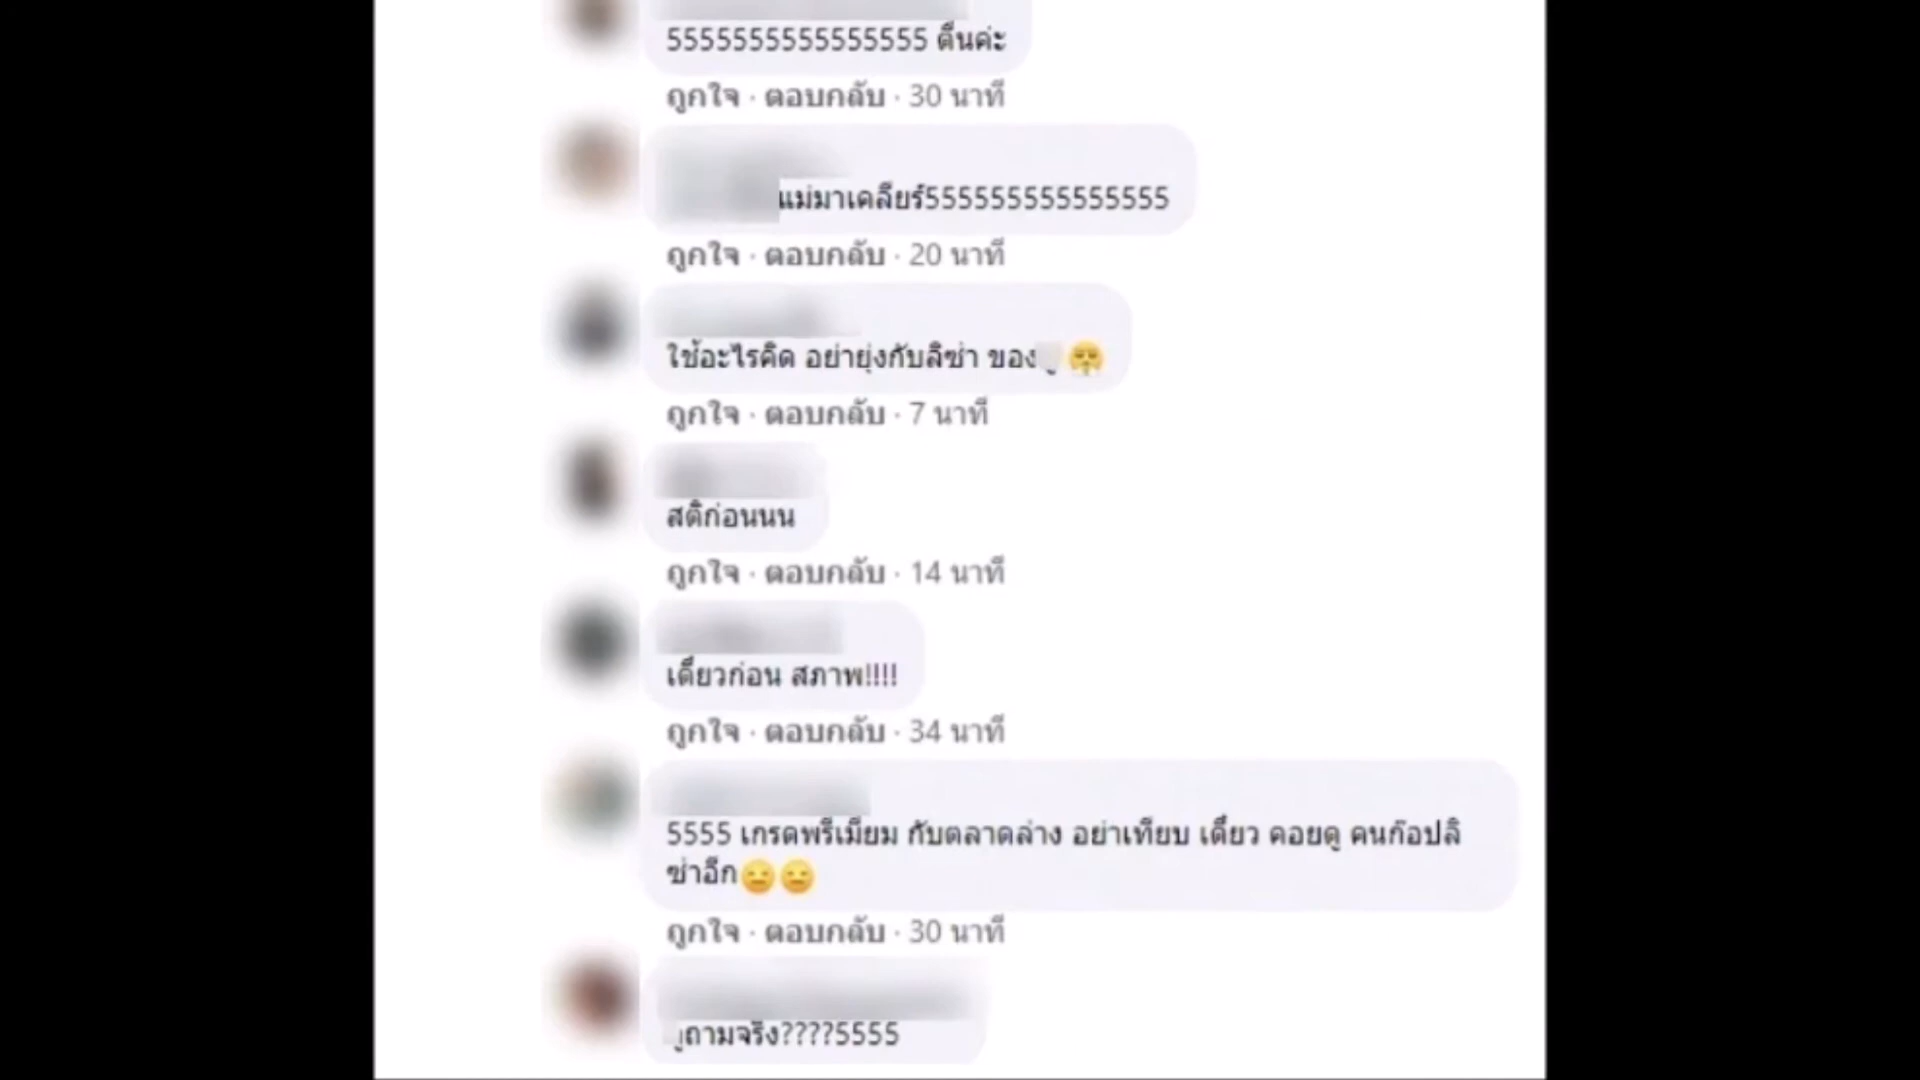 5555555555555555 ตื่นค่ะ
ถูกใจ · ตอบกลับ · 30 นาที
แม่มาเคลียร์555555555555555
ถูกใจ · ตอบกลับ · 20 นาที
ใช้อะไรคิด อย่ายุ่งกับลิซ่า ของ
ถูกใจ · ตอบกลับ · 7 นาที
สติก่อนนน
ถูกใจ · ตอบกลับ · 14 นาที
เดี๋ยวก่อน สภาพ!!!!
ถูกใจ · ตอบกลับ · 34 นาที
5555 เกรดพรีเมี่ยม กับตลาดล่าง อย่าเทียบ เดี๋ยว คอยดู คนก๊อปลิ
ซ่าอีก😑😑
ถูกใจ · ตอบกลับ · 30 นาที
ถามจริง????5555